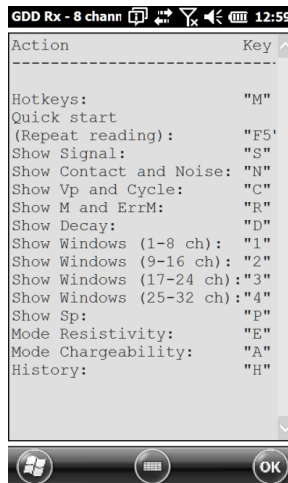 GDD Rx - 8 chann 12:59
Action Key
---------------------------
Hotkeys: "M"
Quick start
(Repeat reading): "F5'
Show Signal: "S"
Show Contact and Noise: "N"
Show Vp and Cycle: "C"
Show M and ErrM: "R"
Show Decay: "D"
Show Windows (1-8 ch): "1"
Show Windows (9-16 ch): "2"
Show Windows (17-24 ch):"3"
Show Windows (25-32 ch):"4"
Show Sp: "P"
Mode Resistivity: "E"
Mode Chargeability: "A"
History: "H"
OK